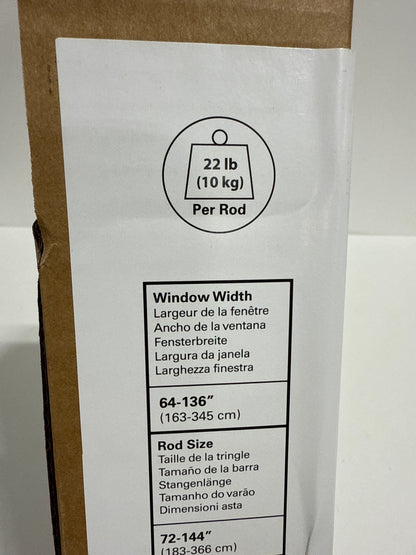 22 lb
(10 kg)
Per Rod
Window Width
Largeur de la fenêtre
Ancho de la ventana
Fensterbreite
Largura da janela
Larghezza finestra
64-136”
(163-345 cm)
Rod Size
Taille de la tringle
Tamaño de la barra
Stangenlänge
Tamanho do varão
Dimensioni asta
72-144”
(183-366 cm)